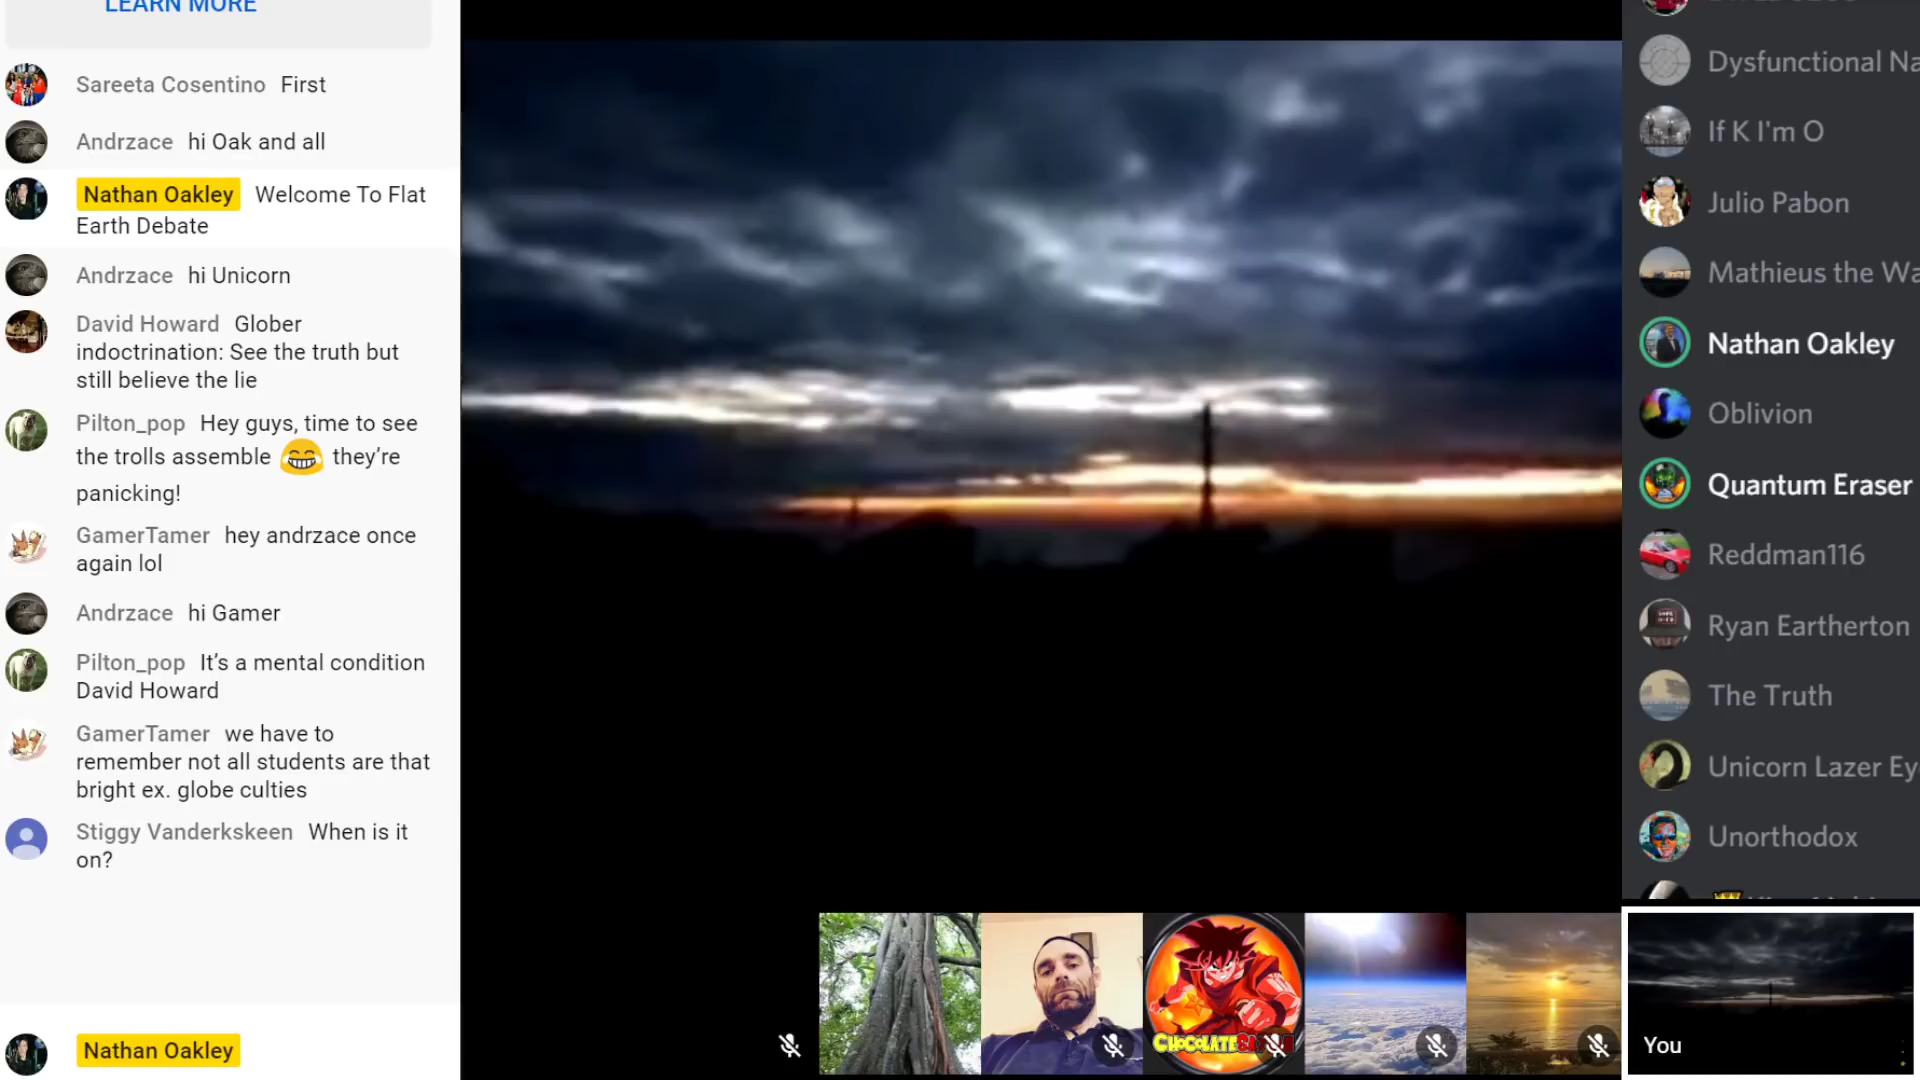 LEARN MORE
Sareeta Cosentino First
Andrzace hi Oak and all
Nathan Oakley Welcome To Flat
Earth Debate
Andrzace hi Unicorn
David Howard Glober
indoctrination: See the truth but
still believe the lie
Pilton_pop Hey guys, time to see
the trolls assemble 😂 they’re
panicking!
GamerTamer hey andrzace once
again lol
Andrzace hi Gamer
Pilton_pop It’s a mental condition
David Howard
GamerTamer we have to
remember not all students are that
bright ex. globe culties
Stiggy Vanderkskeen When is it
on?
Nathan Oakley
Dysfunctional Na
If K I'm O
Julio Pabon
Mathieus the Wa
Nathan Oakley
Oblivion
Quantum Eraser
Reddman116
Ryan Eartherton
The Truth
Unicorn Lazer Ey
Unorthodox
You